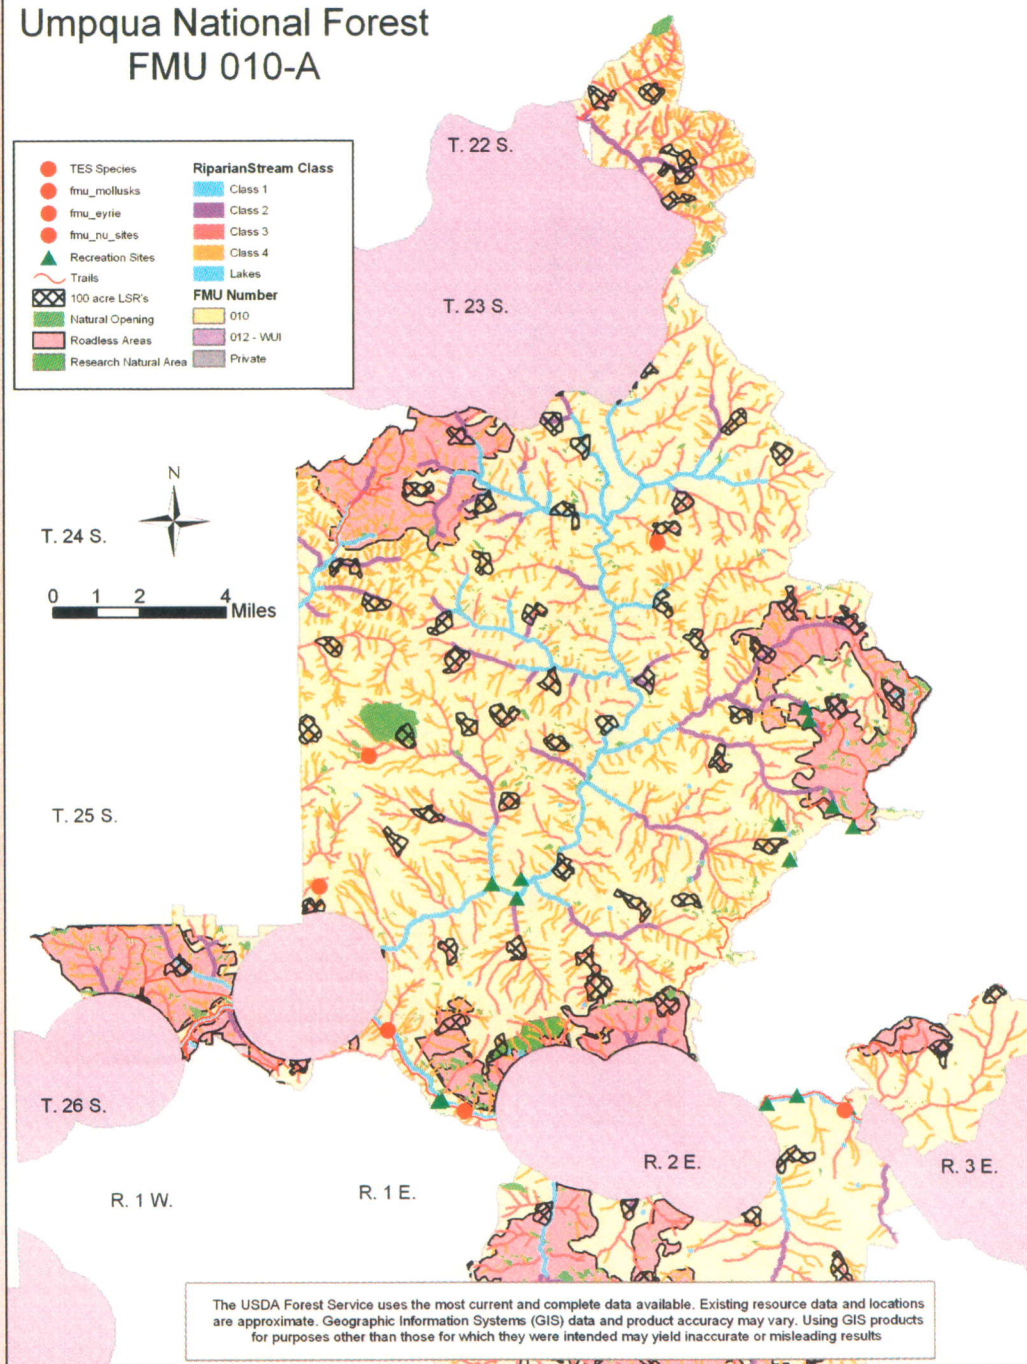 Umpqua National Forest
FMU 010-A
TES Species
fmu_mollusks
fmu_eyrie
fmu_nu_sites
Recreation Sites
Trails
100 acre LSR's
Natural Opening
Roadless Areas
Research Natural Area
RiparianStream Class
Class 1
Class 2
Class 3
Class 4
Lakes
FMU Number
010
012 - WUI
Private
T. 22 S.
T. 23 S.
N
T. 24 S.
0 1 2 4 Miles
T. 25 S.
T. 26 S.
R. 1 W.
R. 1 E.
R. 2 E.
R. 3 E.
The USDA Forest Service uses the most current and complete data available. Existing resource data and locations
are approximate. Geographic Information Systems (GIS) data and product accuracy may vary. Using GIS products
for purposes other than those for which they were intended may yield inaccurate or misleading results